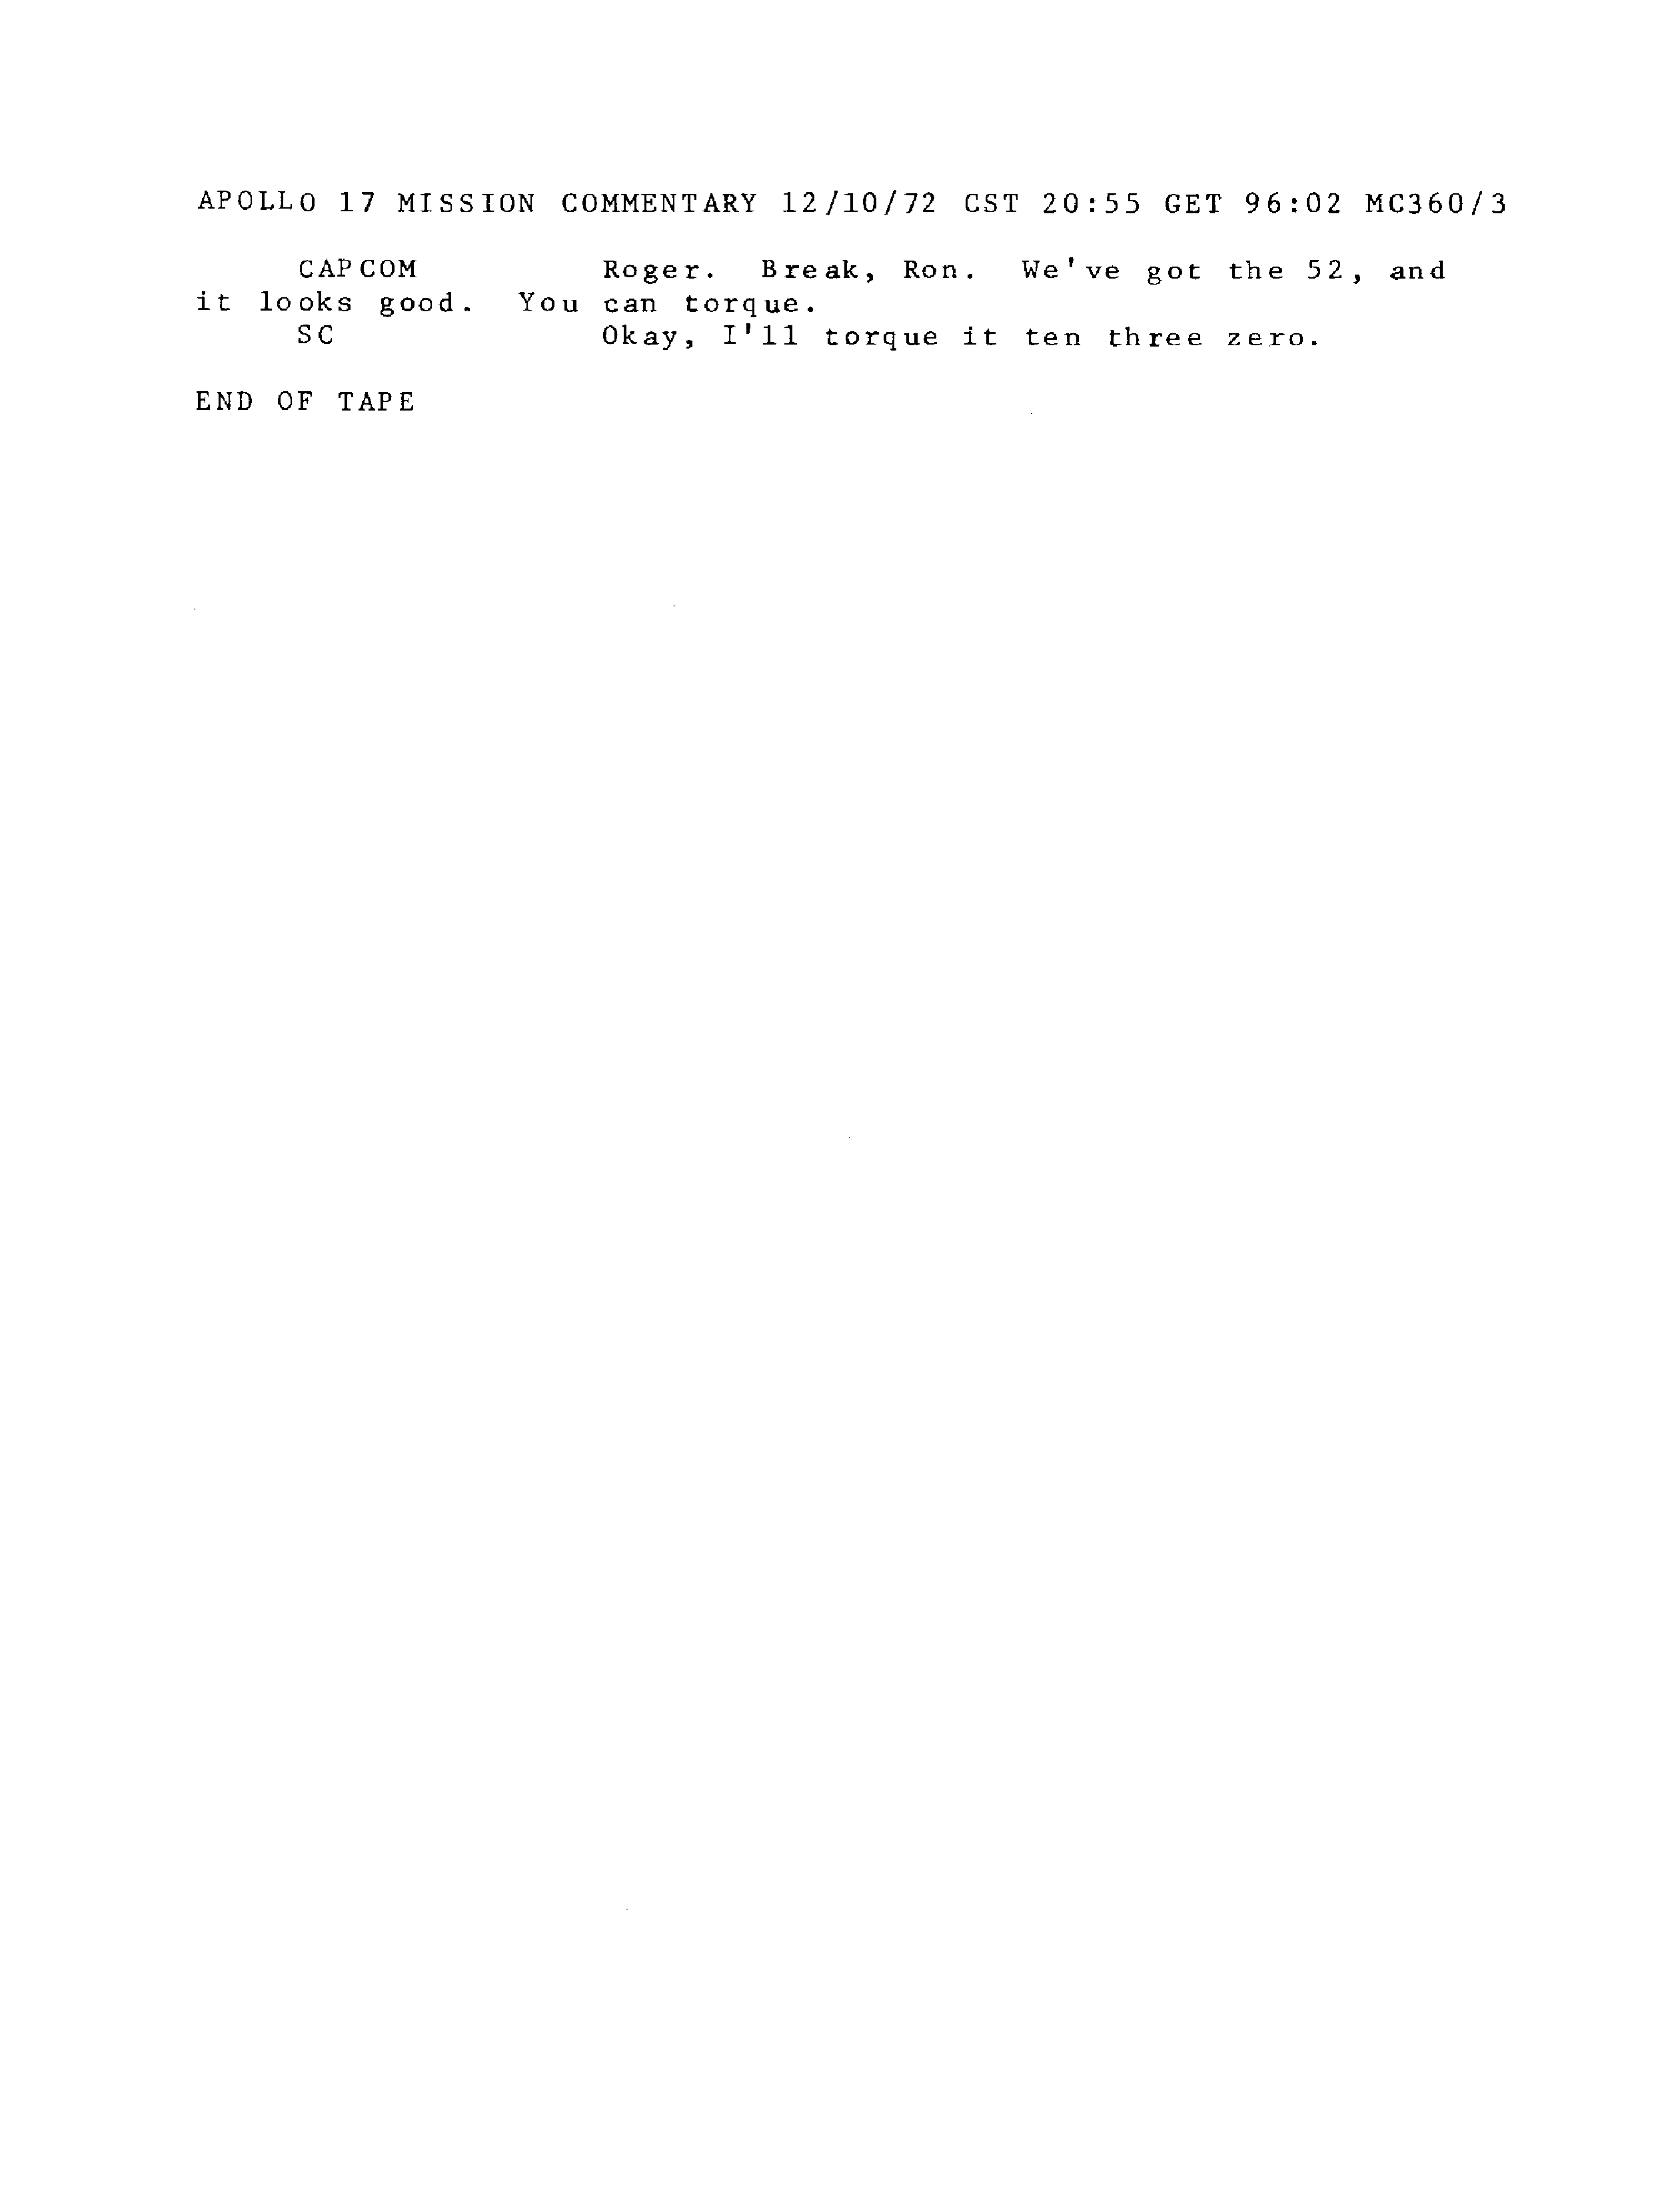 APOLLO 17 MISSION COMMENTARY 12/10/72 CST 20:55 GET 96:02 MC360/3
CAPCOM Roger. Break, Ron. We've got the 52, and
it looks good. You can torque.
SC Okay, I'll torque it ten three zero.
END OF TAPE